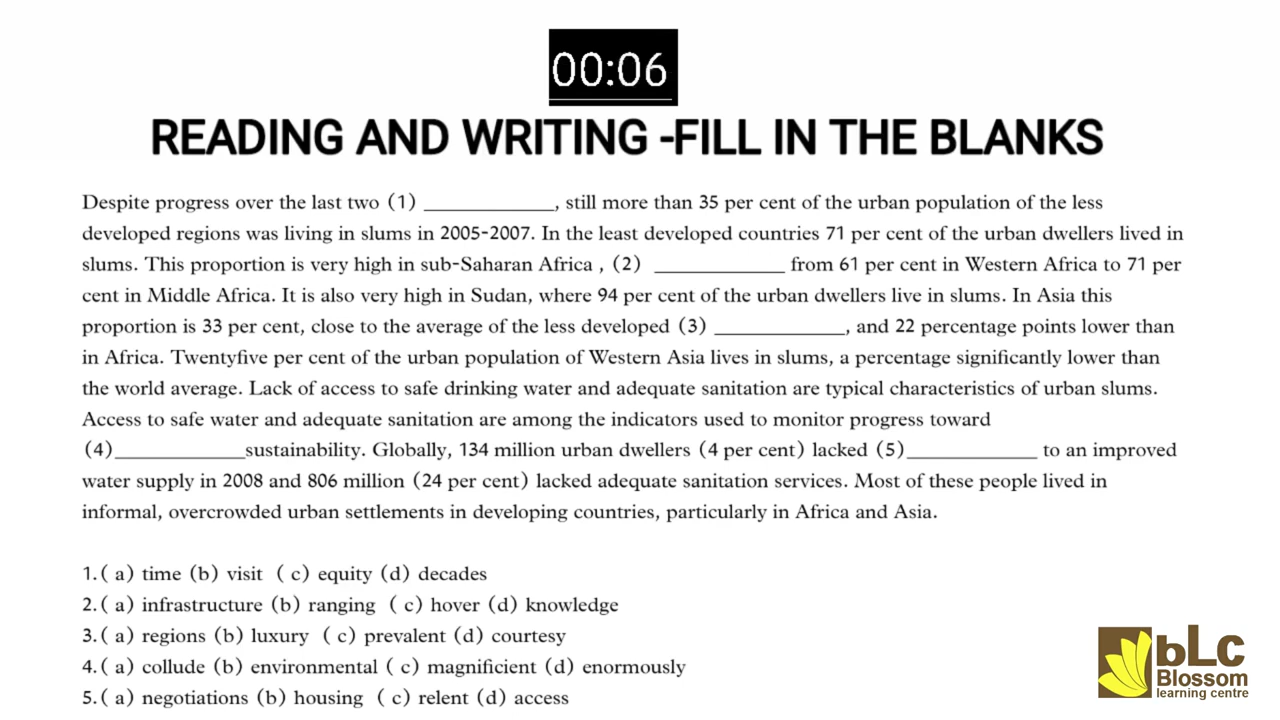 00:06
READING AND WRITING -FILL IN THE BLANKS
Despite progress over the last two (1) ____________, still more than 35 per cent of the urban population of the less
developed regions was living in slums in 2005-2007. In the least developed countries 71 per cent of the urban dwellers lived in
slums. This proportion is very high in sub-Saharan Africa , (2) ____________ from 61 per cent in Western Africa to 71 per
cent in Middle Africa. It is also very high in Sudan, where 94 per cent of the urban dwellers live in slums. In Asia this
proportion is 33 per cent, close to the average of the less developed (3) ____________, and 22 percentage points lower than
in Africa. Twentyfive per cent of the urban population of Western Asia lives in slums, a percentage significantly lower than
the world average. Lack of access to safe drinking water and adequate sanitation are typical characteristics of urban slums.
Access to safe water and adequate sanitation are among the indicators used to monitor progress toward
(4)____________sustainability. Globally, 134 million urban dwellers (4 per cent) lacked (5)____________ to an improved
water supply in 2008 and 806 million (24 per cent) lacked adequate sanitation services. Most of these people lived in
informal, overcrowded urban settlements in developing countries, particularly in Africa and Asia.
1.( a) time (b) visit ( c) equity (d) decades
2.( a) infrastructure (b) ranging ( c) hover (d) knowledge
3.( a) regions (b) luxury ( c) prevalent (d) courtesy
4.( a) collude (b) environmental ( c) magnificient (d) enormously
5.( a) negotiations (b) housing ( c) relent (d) access
bLc
Blossom
learning centre